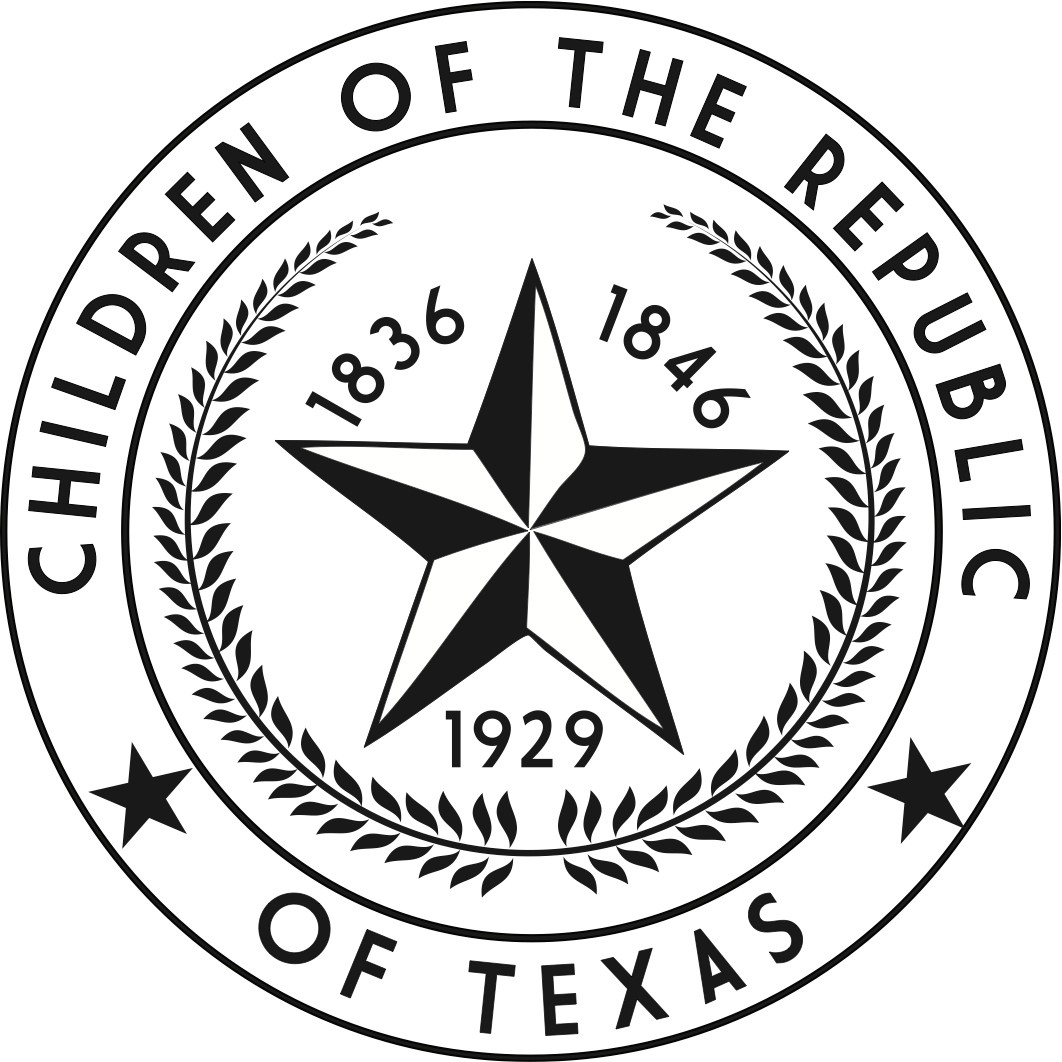 CHILDREN OF THE REPUBLIC
OF TEXAS
1836
1846
1929